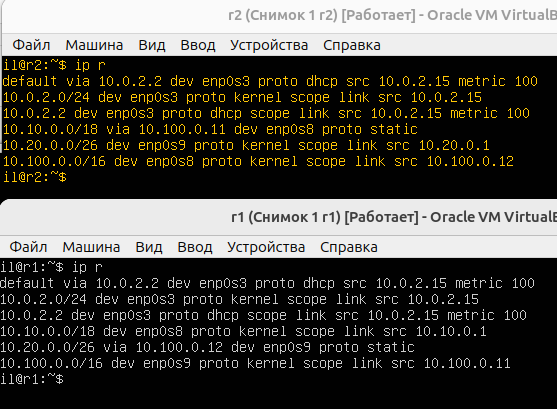 r2 (Снимок 1 r2) [Работает] - Oracle VM VirtualB
Файл Машина Вид Ввод Устройства Справка
il@r2:~$ ip r
default via 10.0.2.2 dev enp0s3 proto dhcp src 10.0.2.15 metric 100
10.0.2.0/24 dev enp0s3 proto kernel scope link src 10.0.2.15
10.0.2.2 dev enp0s3 proto dhcp scope link src 10.0.2.15 metric 100
10.10.0.0/18 via 10.100.0.11 dev enp0s8 proto static
10.20.0.0/26 dev enp0s9 proto kernel scope link src 10.20.0.1
10.100.0.0/16 dev enp0s8 proto kernel scope link src 10.100.0.12
il@r2:~$
r1 (Снимок 1 r1) [Работает] - Oracle VM VirtualB
Файл Машина Вид Ввод Устройства Справка
il@r1:~$ ip r
default via 10.0.2.2 dev enp0s3 proto dhcp src 10.0.2.15 metric 100
10.0.2.0/24 dev enp0s3 proto kernel scope link src 10.0.2.15
10.0.2.2 dev enp0s3 proto dhcp scope link src 10.0.2.15 metric 100
10.10.0.0/18 dev enp0s8 proto kernel scope link src 10.10.0.1
10.20.0.0/26 via 10.100.0.12 dev enp0s9 proto static
10.100.0.0/16 dev enp0s9 proto kernel scope link src 10.100.0.11
il@r1:~$